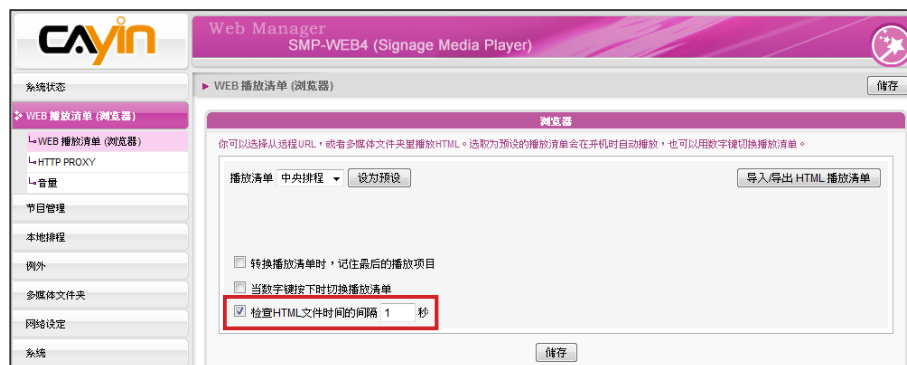 CAYIN
Web Manager
SMP-WEB4 (Signage Media Player)
系统状态
WEB 播放清单 (浏览器)
WEB 播放清单 (浏览器)
HTTP PROXY
音量
节目管理
本地排程
例外
多媒体文件夹
网络设定
系统
WEB 播放清单 (浏览器)
储存
浏览器
你可以选择从远程URL，或者多媒体文件夹里播放HTML。选取为预设的播放清单会在开机时自动播放，也可以用数字键切换播放清单。
播放清单 中央排程 设为预设 导入/导出 HTML 播放清单
转换播放清单时，记住最后的播放项目
当数字键按下时切换播放清单
检查HTML文件时间的间隔 1 秒
储存